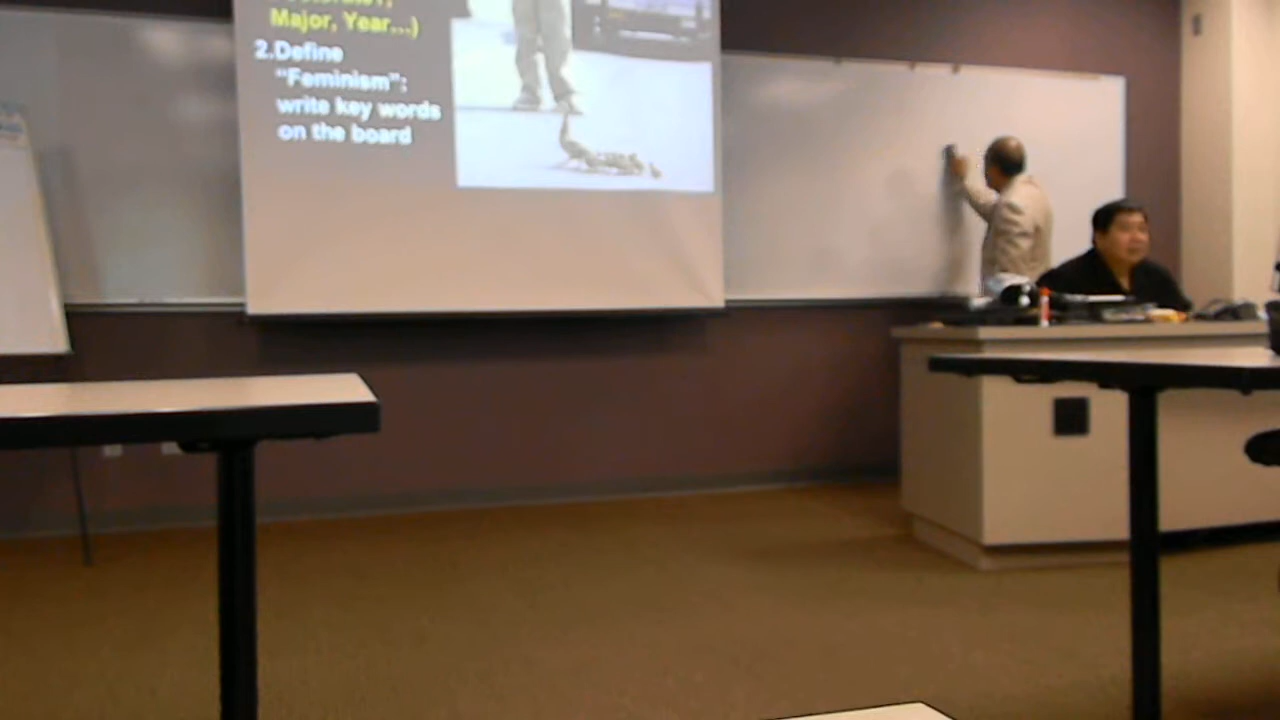 Major, Year...)
2.Define
"Feminism":
write key words
on the board